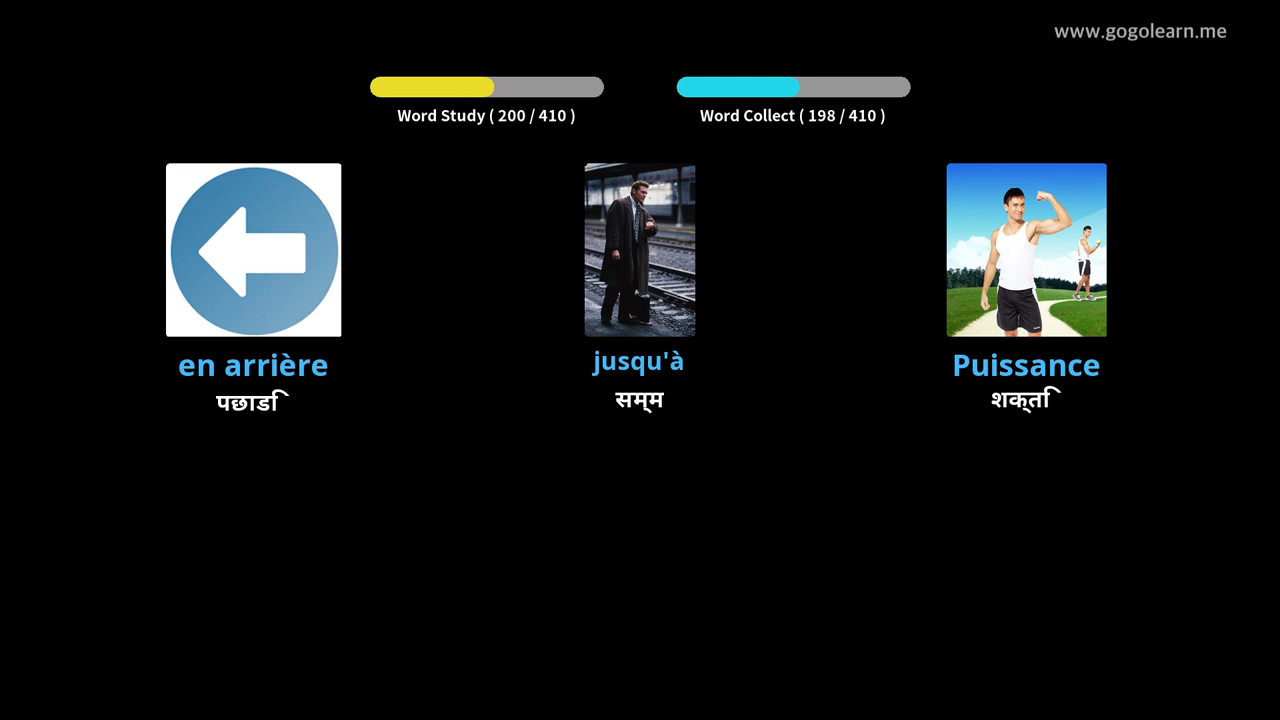 www.gogolearn.me
Word Study ( 200 / 410 )
Word Collect ( 198 / 410 )
en arrière
पछाडि
jusqu'à
सम्म
Puissance
शक्ति